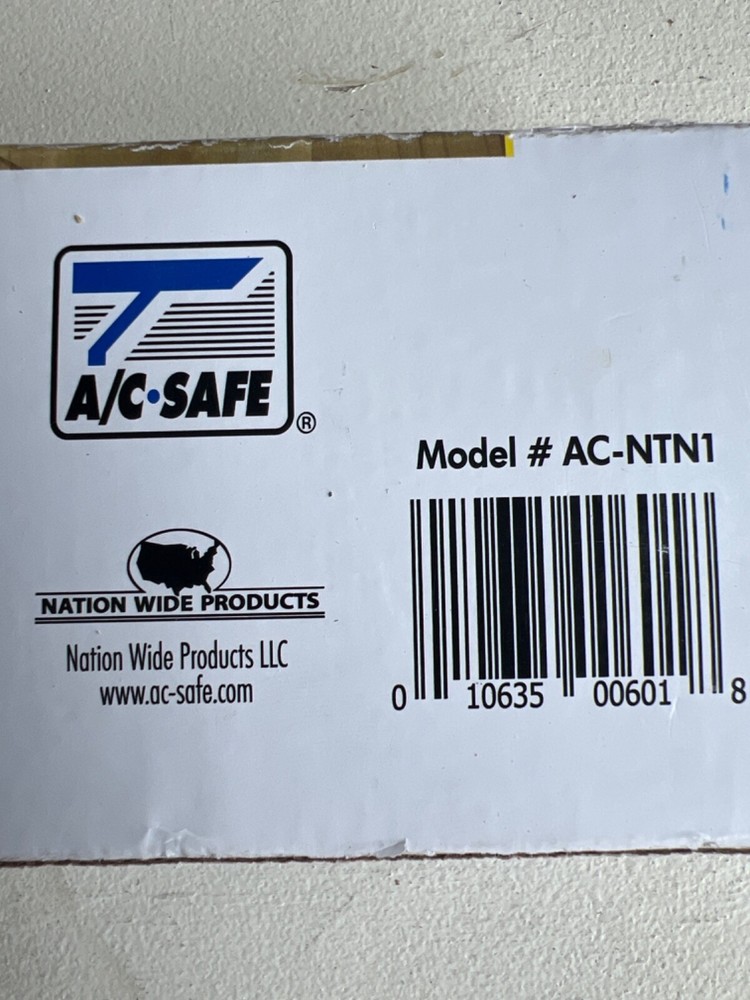 A/C·SAFE®
Model # AC-NTN1
NATION WIDE PRODUCTS
Nation Wide Products LLC
www.ac-safe.com
0 10635 00601 8